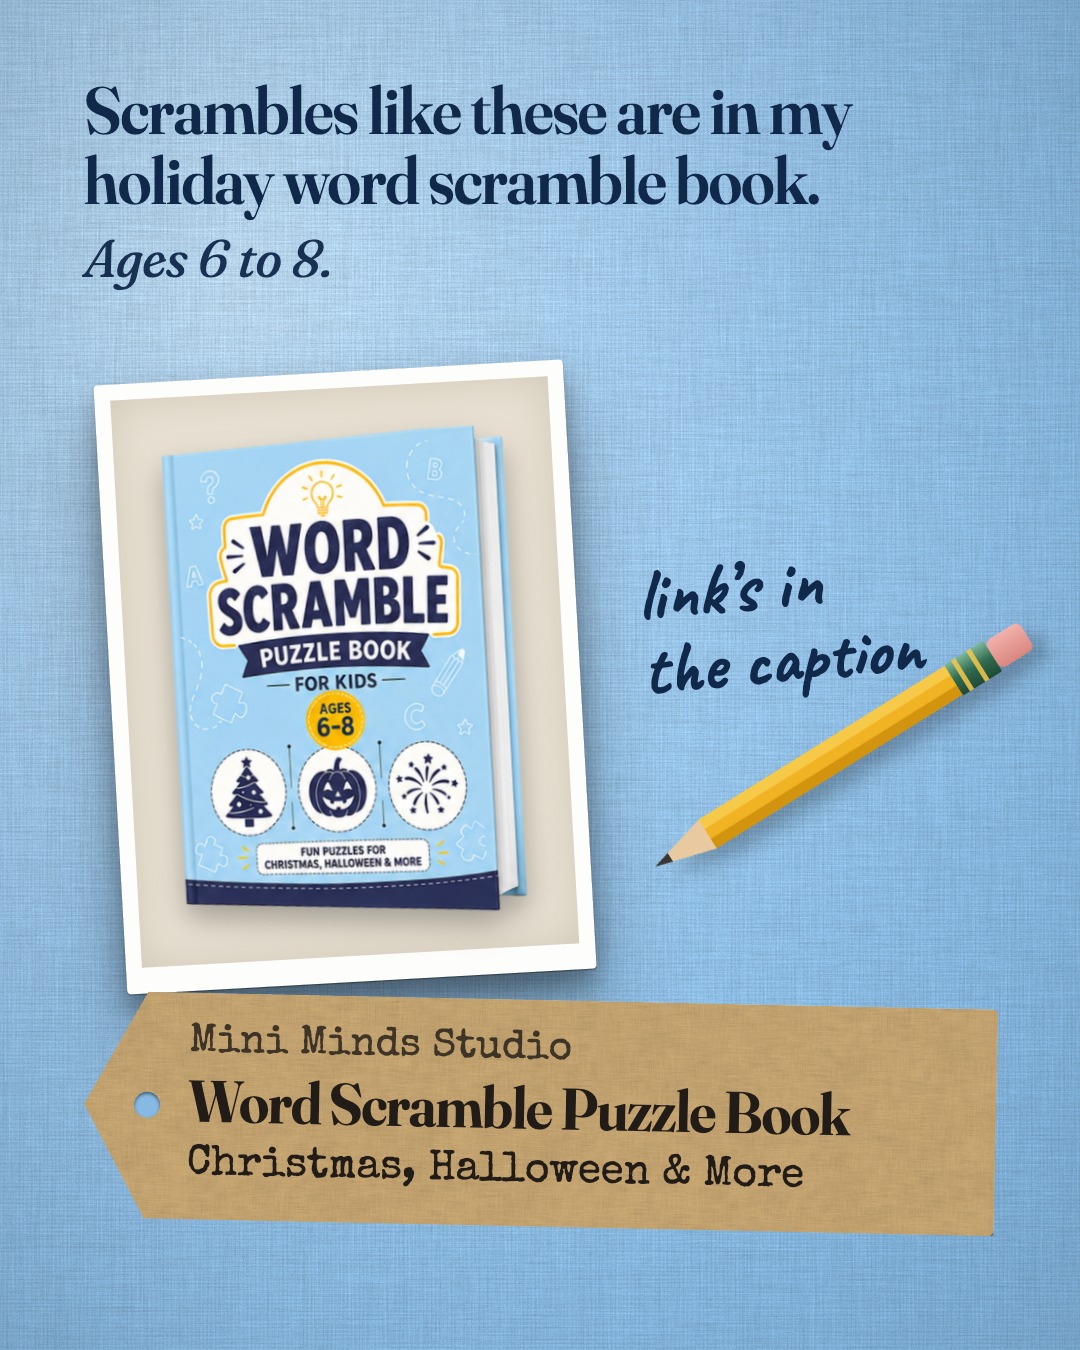 Scrambles like these are in my
holiday word scramble book.
Ages 6 to 8.
?
B
A
WORD
SCRAMBLE
PUZZLE BOOK
FOR KIDS
AGES
6-8
C
FUN PUZZLES FOR
CHRISTMAS, HALLOWEEN & MORE
link's in
the caption
Mini Minds Studio
Word Scramble Puzzle Book
Christmas, Halloween & More